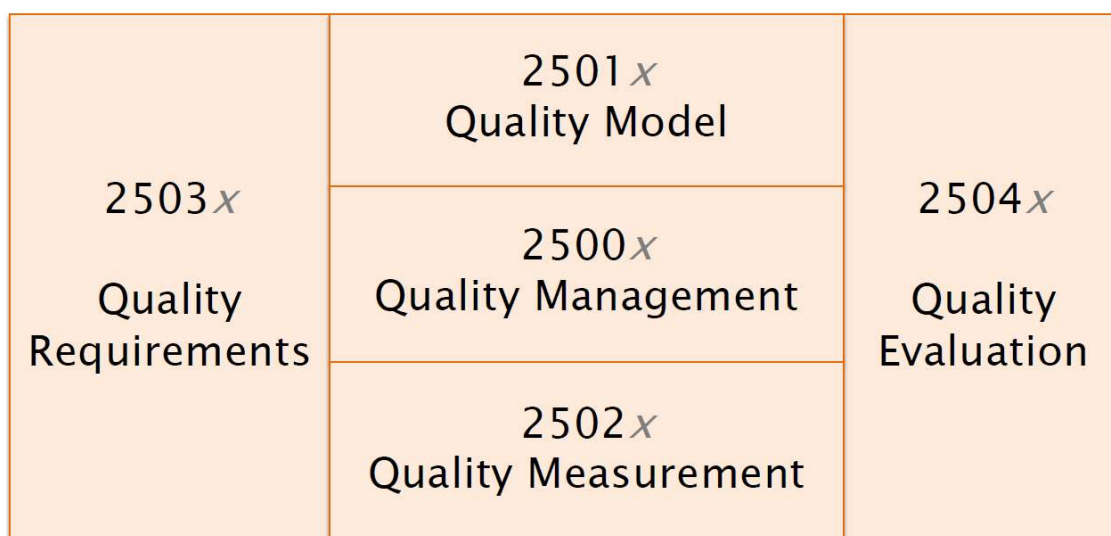 2503x
Quality
Requirements
2501x
Quality Model
2500x
Quality Management
2502x
Quality Measurement
2504x
Quality
Evaluation